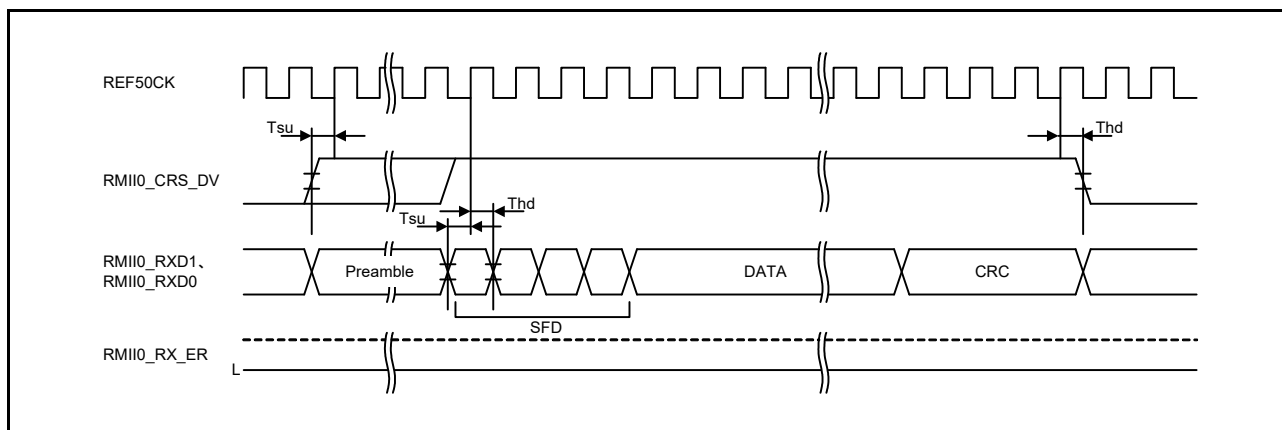 REF50CK
Tsu
Thd
RMII0_CRS_DV
Tsu
Thd
RMII0_RXD1、
RMII0_RXD0
Preamble
DATA
CRC
SFD
RMII0_RX_ER
L